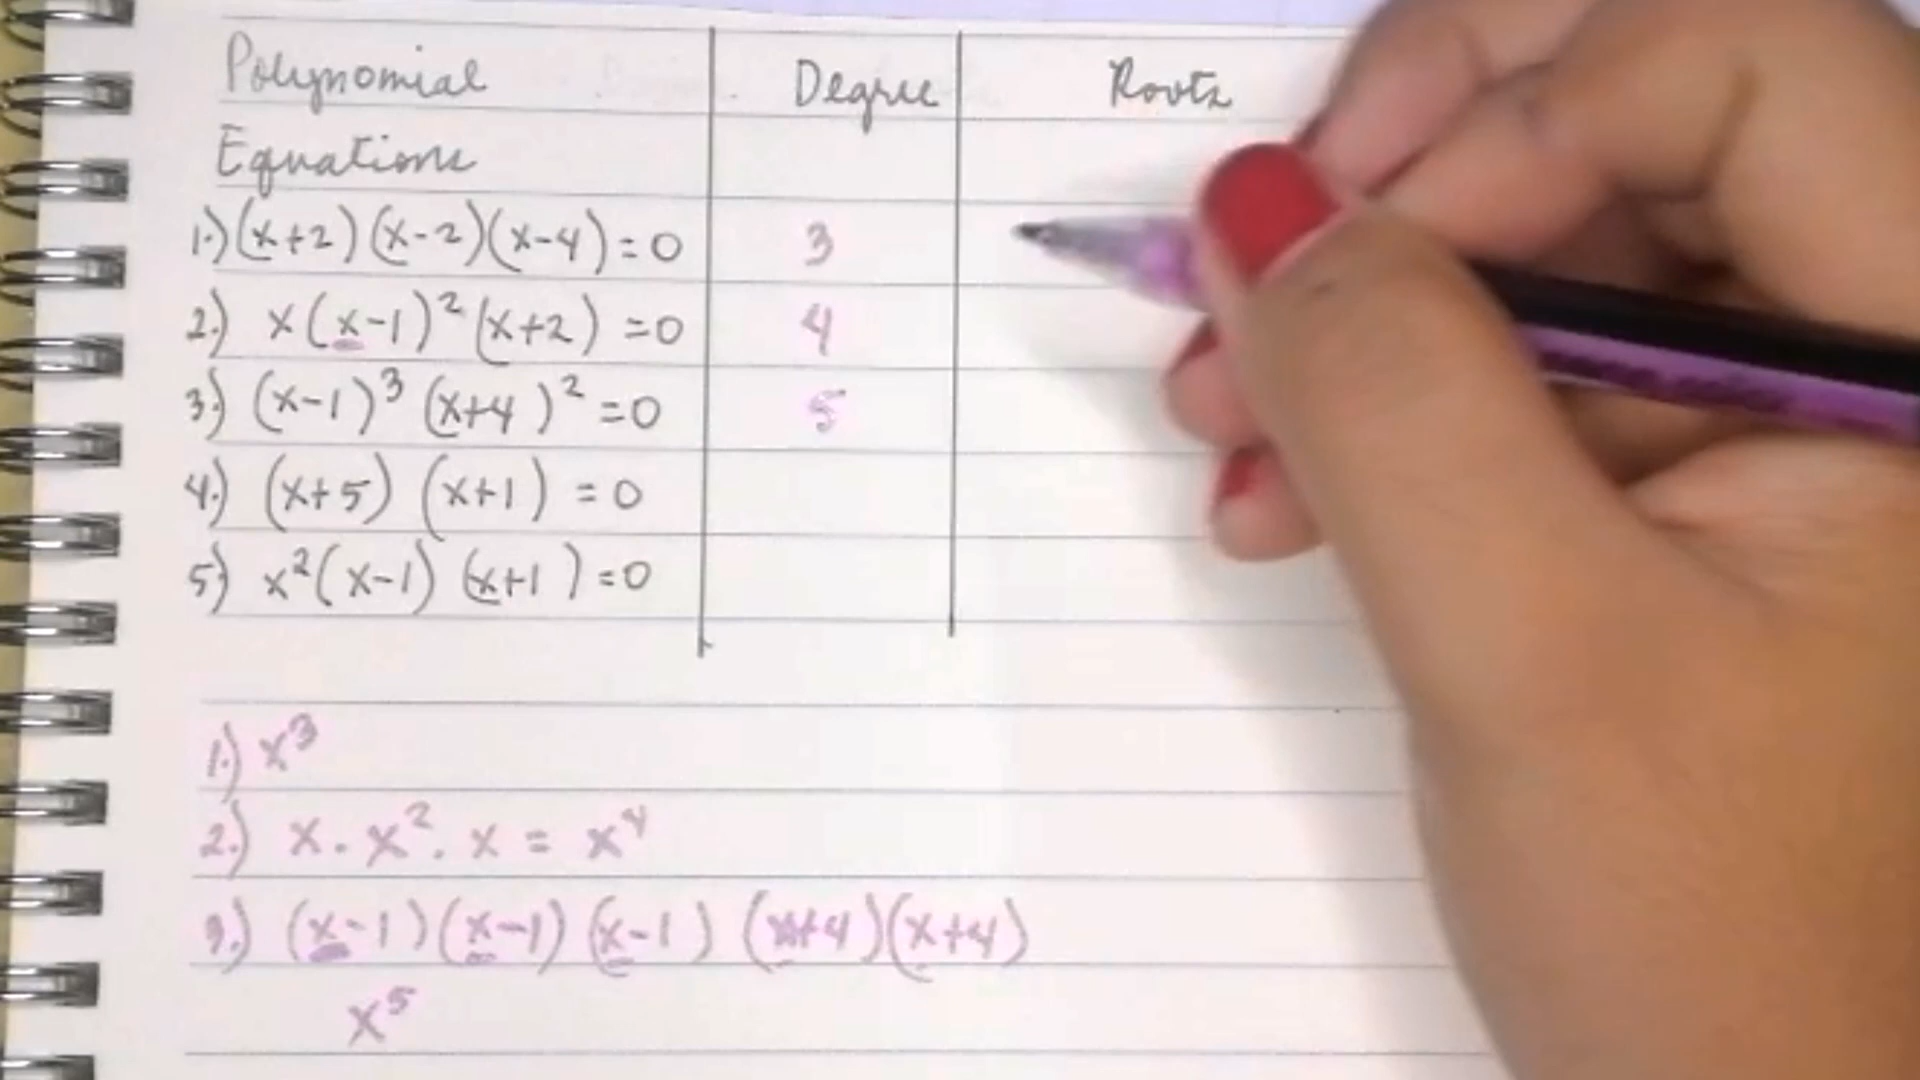 Polynomial Degree Roots
Equations
1.) (x+2)(x-2)(x-4)=0 3
2.) x(x-1)²(x+2)=0 4
3.) (x-1)³(x+4)²=0 5
4.) (x+5)(x+1)=0
5.) x²(x-1)(x+1)=0
1.) x³
2.) x·x²·x = x⁴
3.) (x-1)(x-1)(x-1)(x+4)(x+4)
x⁵